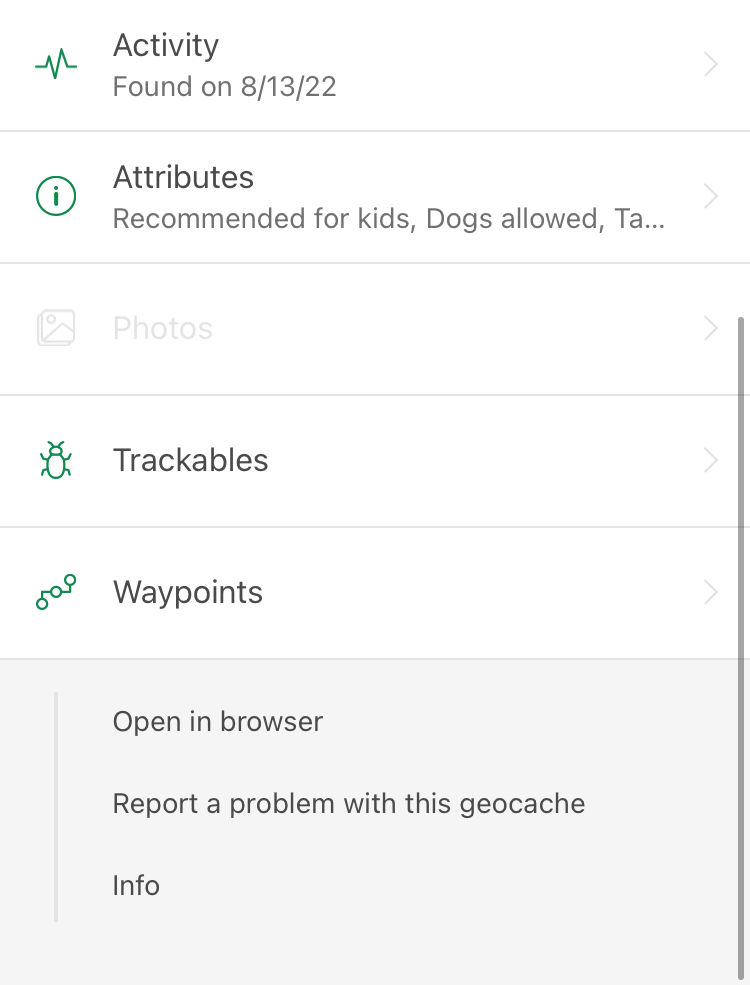 Activity
Found on 8/13/22
Attributes
Recommended for kids, Dogs allowed, Ta...
Photos
Trackables
Waypoints
Open in browser
Report a problem with this geocache
Info